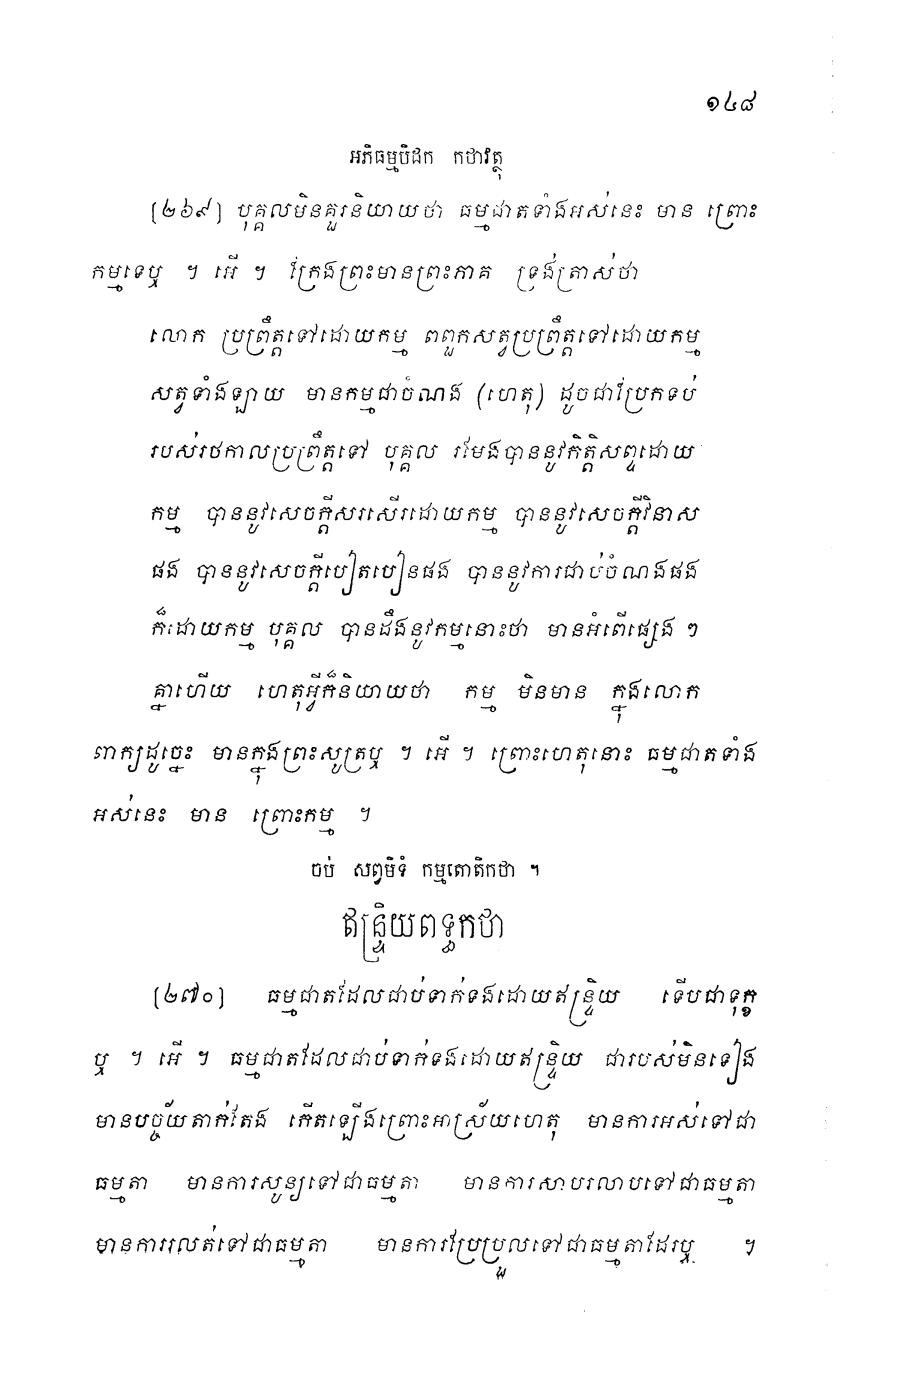 ១៤៨
អភិធម្មបិដក កថាវត្ថុ
[២៦៩] បុគ្គលមិនគួរនិយាយថា ធម្មជាតទាំងអស់នេះ មាន ព្រោះ
កម្មទេឬ ។ អើ ។ ក្រែងព្រះមានព្រះភាគ ទ្រង់ត្រាស់ថា
លោក ប្រព្រឹត្តទៅដោយកម្ម ពពួកសត្វប្រព្រឹត្តទៅដោយកម្ម
សត្វទាំងឡាយ មានកម្មជាចំណង (ហេតុ) ដូចជាប្រែកទប់
របស់រថកាលប្រព្រឹត្តទៅ បុគ្គល រមែងបាននូវកិត្តិសព្ទដោយ
កម្ម បាននូវសេចក្តីសរសើរដោយកម្ម បាននូវសេចក្តីវិនាស
ផង បាននូវសេចក្តីបៀតបៀនផង បាននូវការជាប់ចំណងផង
ក៏ដោយកម្ម បុគ្គល បានដឹងនូវកម្មនោះថា មានអំពើផ្សេង ៗ
គ្នាហើយ ហេតុអ្វីក៏និយាយថា កម្ម មិនមាន ក្នុងលោក
ពាក្យដូច្នេះ មានក្នុងព្រះសូត្រឬ ។ អើ ។ ព្រោះហេតុនោះ ធម្មជាតទាំង
អស់នេះ មាន ព្រោះកម្ម ។
ចប់ សព្វមិទំ កម្មតោតិកថា ។
ឥន្ទ្រិយពទ្ធកថា
[២៧០] ធម្មជាតដែលជាប់ទាក់ទងដោយឥន្ទ្រិយ ទើបជាទុក្ខ
ឬ ។ អើ ។ ធម្មជាតដែលជាប់ទាក់ទងដោយឥន្ទ្រិយ ជារបស់មិនទៀង
មានបច្ច័យតាក់តែង កើតឡើងព្រោះអាស្រ័យហេតុ មានការអស់ទៅជា
ធម្មតា មានការសូន្យទៅជាធម្មតា មានការសាបរលាបទៅជាធម្មតា
មានការរលត់ទៅជាធម្មតា មានការប្រែប្រួលទៅជាធម្មតាដែរឬ ។